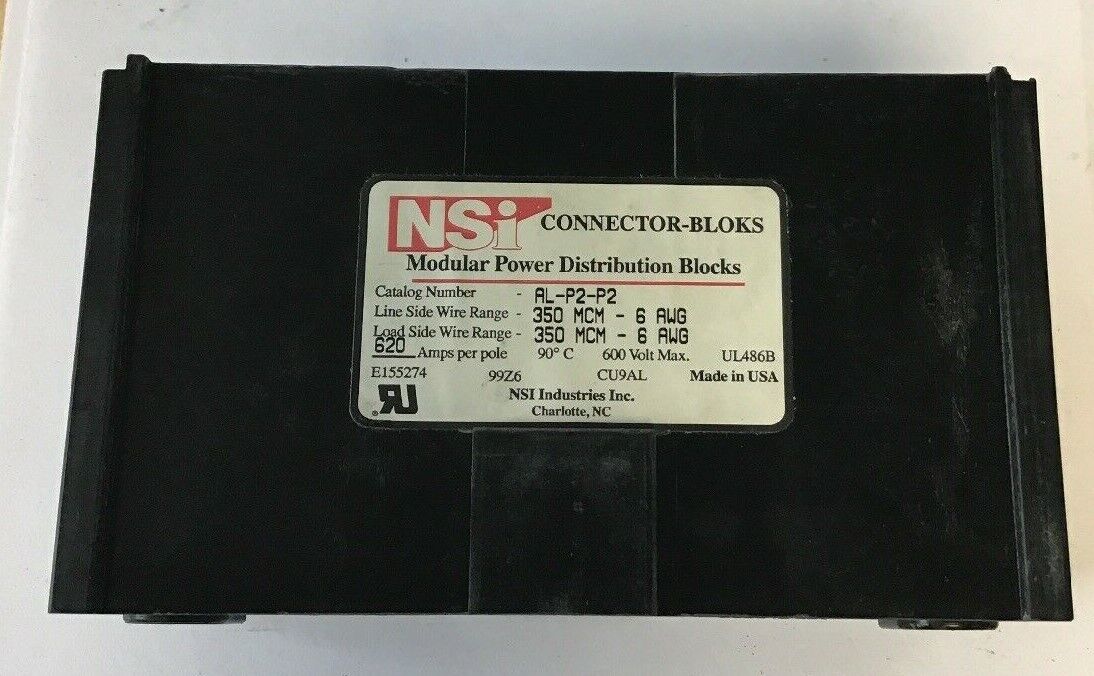 NSi CONNECTOR-BLOKS
Modular Power Distribution Blocks
Catalog Number - AL-P2-P2
Line Side Wire Range - 350 MCM - 6 AWG
Load Side Wire Range - 350 MCM - 6 AWG
620 Amps per pole 90° C 600 Volt Max. UL486B
E155274 99Z6 CU9AL Made in USA
NSI Industries Inc.
Charlotte, NC
RU ®